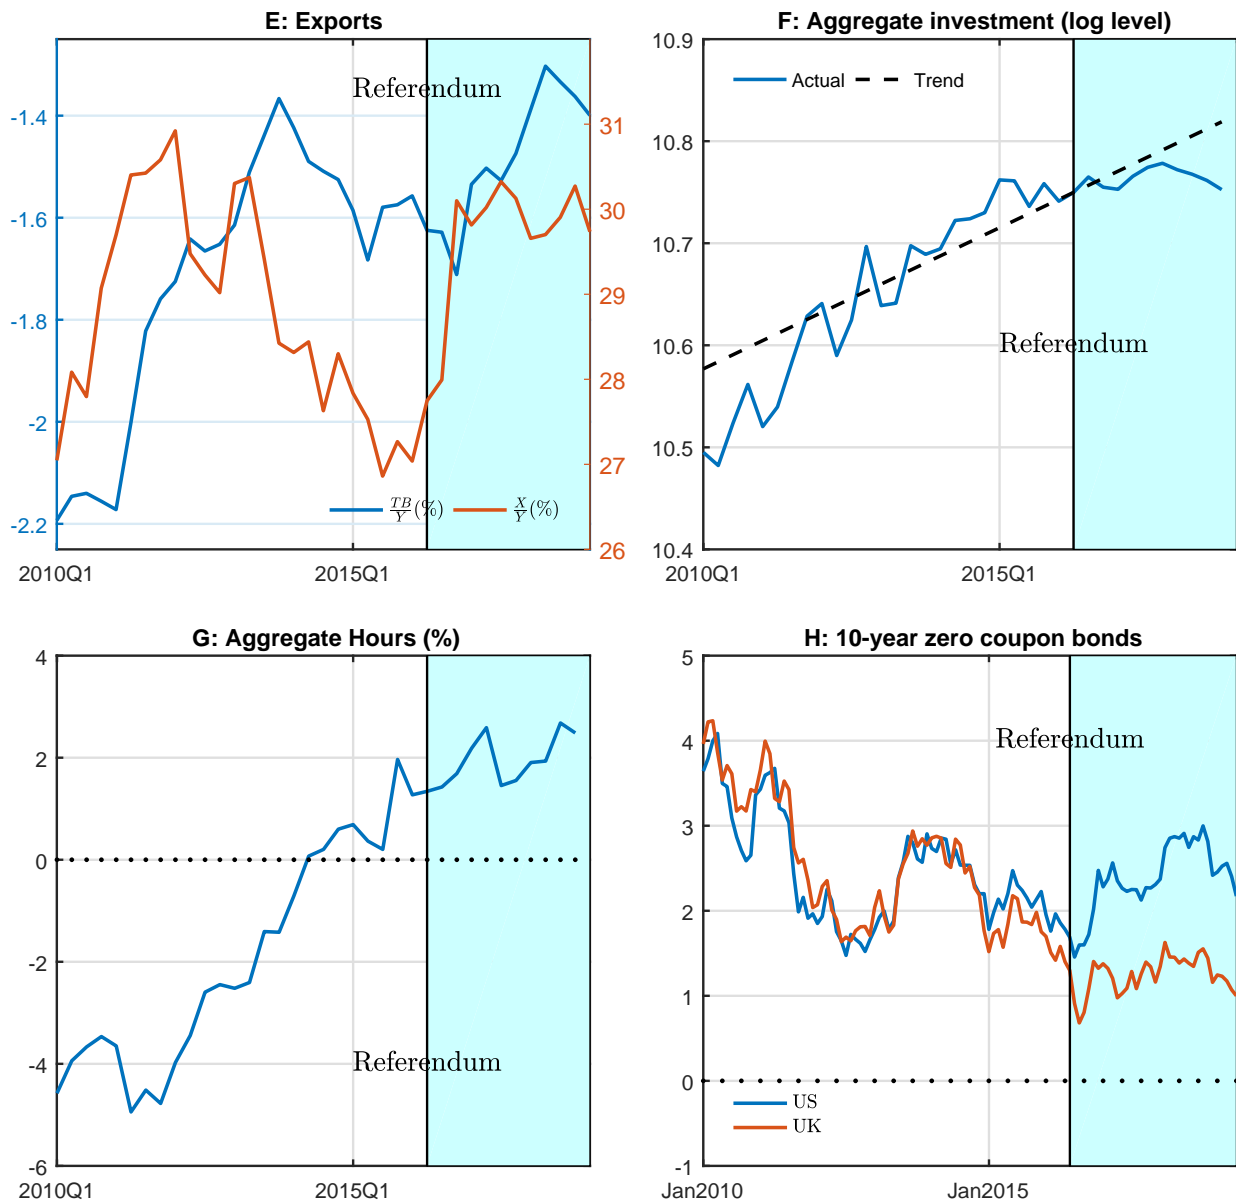 E: Exports
-1.4
-1.6
-1.8
-2
-2.2
31
30
29
28
27
26
Referendum
TB/Y (%) X/Y (%)
2010Q1 2015Q1
F: Aggregate investment (log level)
10.9
10.8
10.7
10.6
10.5
10.4
Actual Trend
Referendum
2010Q1 2015Q1
G: Aggregate Hours (%)
4
2
0
-2
-4
-6
Referendum
2010Q1 2015Q1
H: 10-year zero coupon bonds
5
4
3
2
1
0
-1
Referendum
US
UK
Jan2010 Jan2015